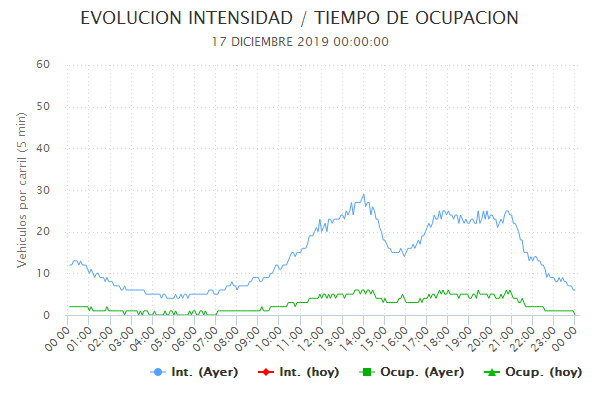 EVOLUCION INTENSIDAD / TIEMPO DE OCUPACION
17 DICIEMBRE 2019 00:00:00
Vehiculos por carril (5 min)
60
50
40
30
20
10
0
00:00 01:00 02:00 03:00 04:00 05:00 06:00 07:00 08:00 09:00 10:00 11:00 12:00 13:00 14:00 15:00 16:00 17:00 18:00 19:00 20:00 21:00 22:00 23:00 00:00
Int. (Ayer) Int. (hoy) Ocup. (Ayer) Ocup. (hoy)